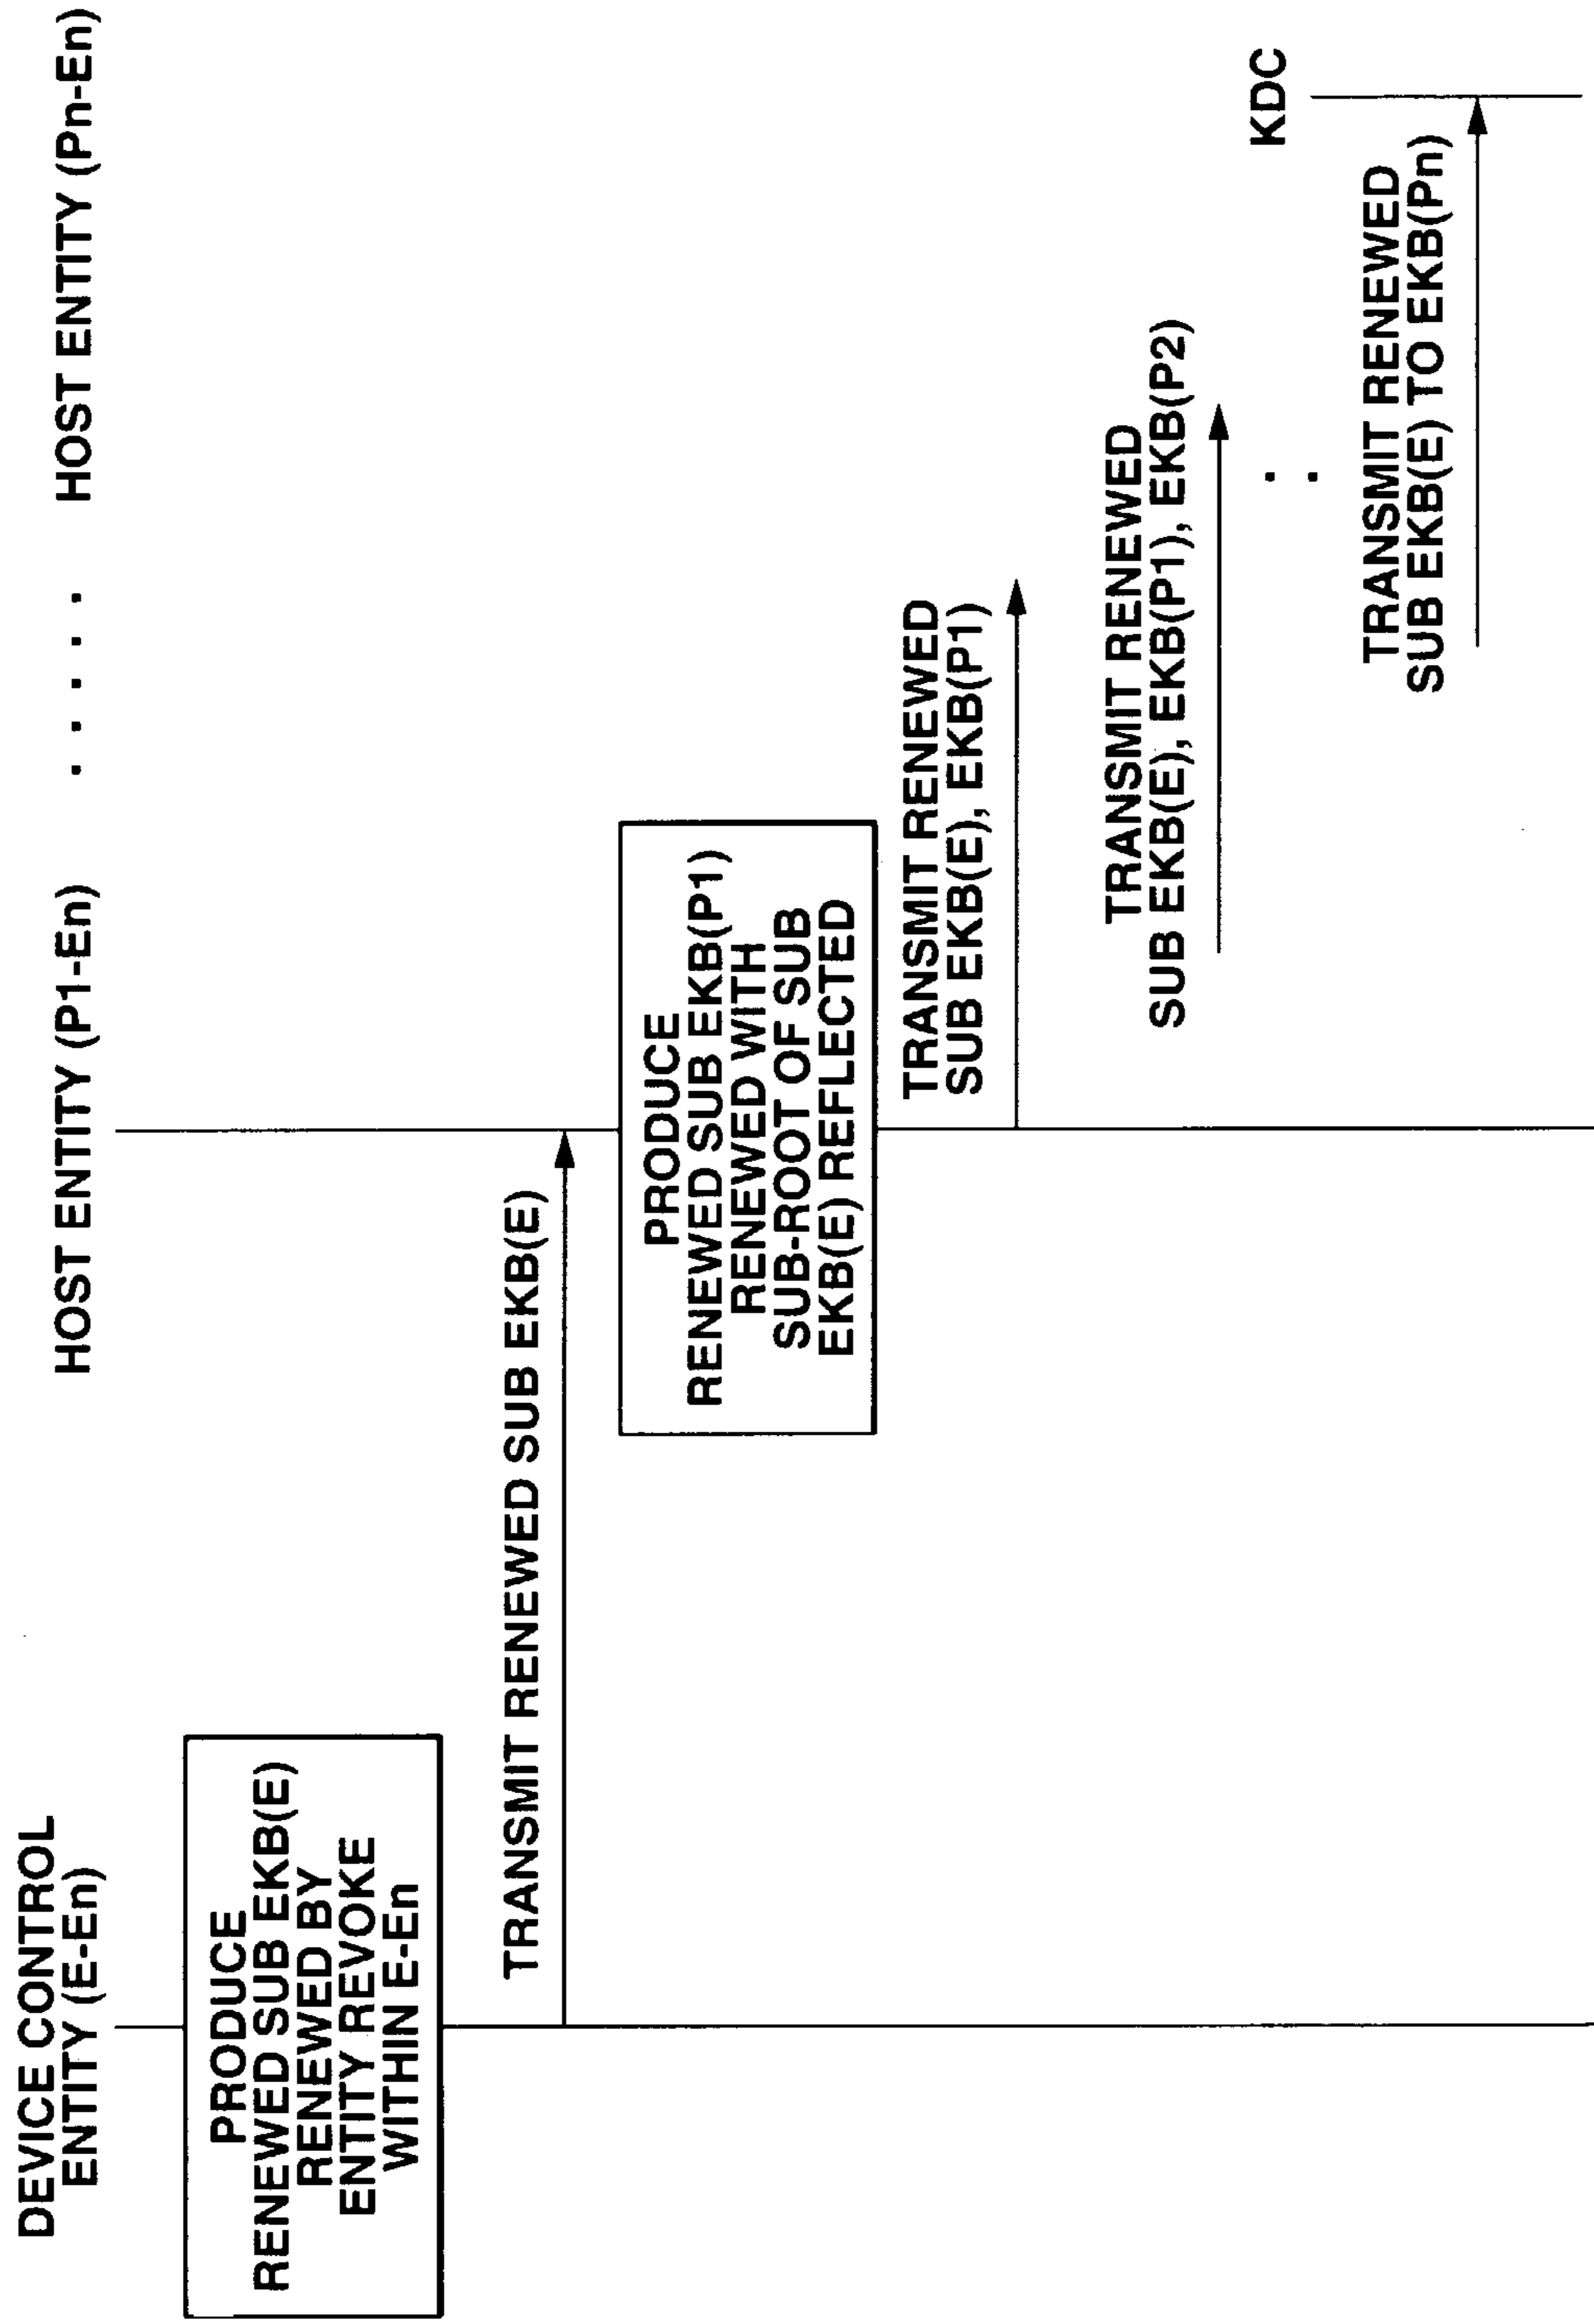 DEVICE CONTROL
ENTITY (E-En)
HOST ENTITY (P1-En)
. . . . .
HOST ENTITY (Pn-En)
PRODUCE
RENEWED SUB EKB(E)
RENEWED BY
ENTITY REVOKE
WITHIN E-En
TRANSMIT RENEWED SUB EKB(E)
PRODUCE
RENEWED SUB EKB(P1)
RENEWED WITH
SUB-ROOT OF SUB
EKB(E) REFLECTED
TRANSMIT RENEWED
SUB EKB(E), EKB(P1)
TRANSMIT RENEWED
SUB EKB(E), EKB(P1), EKB(P2)
. .
KDC
TRANSMIT RENEWED
SUB EKB(E) TO EKB(Pn)